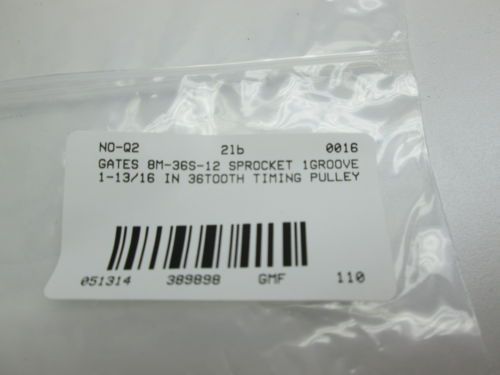 NO-Q2 2lb 0016
GATES 8M-36S-12 SPROCKET 1GROOVE
1-13/16 IN 36TOOTH TIMING PULLEY
051314 389898 GMF 110